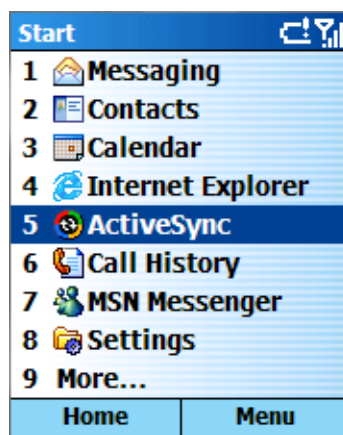 Start
1 Messaging
2 Contacts
3 Calendar
4 Internet Explorer
5 ActiveSync
6 Call History
7 MSN Messenger
8 Settings
9 More...
Home Menu